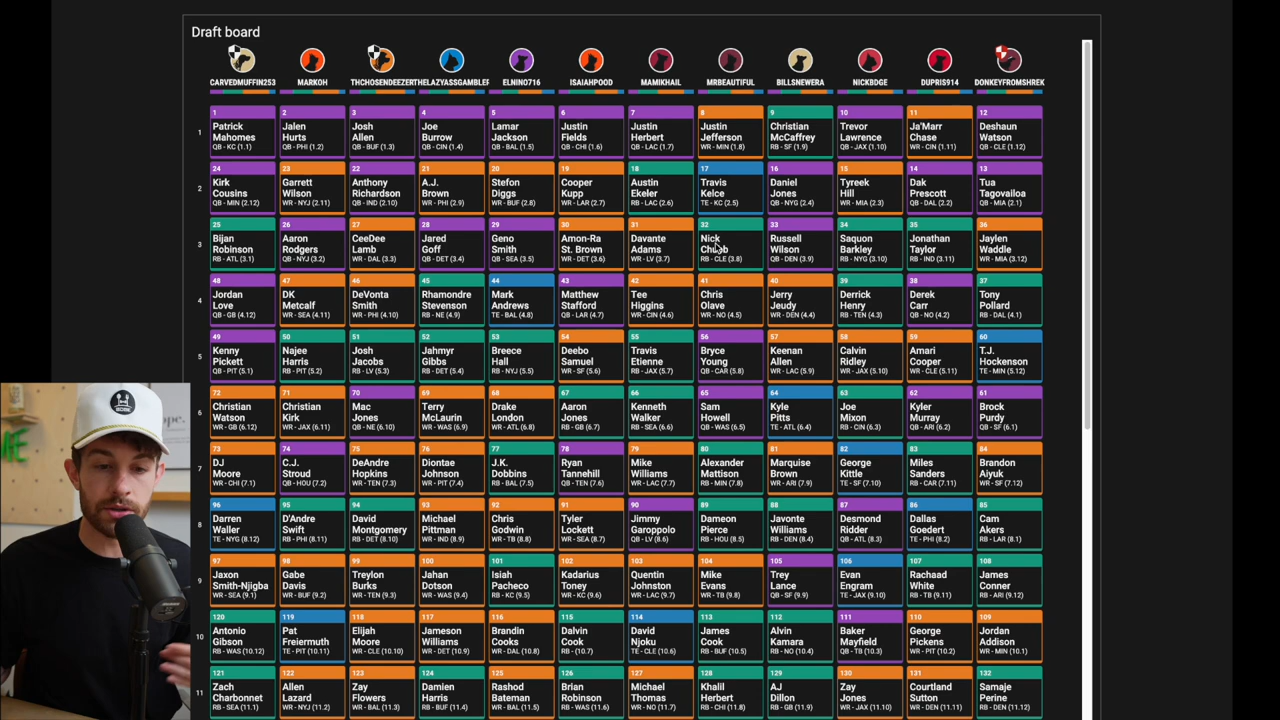 Draft board
CARVEDMUFFIN253 MARKOH THCHOSENDEEZER THELAZYASSGAMBLER ELNINO716 ISAIAHPOOD MAMIKHAIL MRBEAUTIFUL BILLSNEWERA NICKBDGE DUPRIS914 DONKEYFROMSHREK
1 2 3 4 5 6 7 8 9 10 11 12
1 Patrick Jalen Josh Joe Lamar Justin Justin Justin Christian Trevor Ja'Marr Deshaun
Mahomes Hurts Allen Burrow Jackson Fields Herbert Jefferson McCaffrey Lawrence Chase Watson
QB - KC (1.1) QB - PHI (1.2) QB - BUF (1.3) QB - CIN (1.4) QB - BAL (1.5) QB - CHI (1.6) QB - LAC (1.7) WR - MIN (1.8) RB - SF (1.9) QB - JAX (1.10) WR - CIN (1.11) QB - CLE (1.12)
24 23 22 21 20 19 18 17 16 15 14 13
2 Kirk Garrett Anthony A.J. Stefon Cooper Austin Travis Daniel Tyreek Dak Tua
Cousins Wilson Richardson Brown Diggs Kupp Ekeler Kelce Jones Hill Prescott Tagovailoa
QB - MIN (2.12) WR - NYJ (2.11) QB - IND (2.10) WR - PHI (2.9) WR - BUF (2.8) WR - LAR (2.7) RB - LAC (2.6) TE - KC (2.5) QB - NYG (2.4) WR - MIA (2.3) QB - DAL (2.2) QB - MIA (2.1)
25 26 27 28 29 30 31 32 33 34 35 36
3 Bijan Aaron CeeDee Jared Geno Amon-Ra Davante Nick Russell Saquon Jonathan Jaylen
Robinson Rodgers Lamb Goff Smith St. Brown Adams Chubb Wilson Barkley Taylor Waddle
RB - ATL (3.1) QB - NYJ (3.2) WR - DAL (3.3) QB - DET (3.4) QB - SEA (3.5) WR - DET (3.6) WR - LV (3.7) RB - CLE (3.8) QB - DEN (3.9) RB - NYG (3.10) RB - IND (3.11) WR - MIA (3.12)
48 47 46 45 44 43 42 41 40 39 38 37
4 Jordan DK DeVonta Rhamondre Mark Matthew Tee Chris Jerry Derrick Derek Tony
Love Metcalf Smith Stevenson Andrews Stafford Higgins Olave Jeudy Henry Carr Pollard
QB - GB (4.12) WR - SEA (4.11) WR - PHI (4.10) RB - NE (4.9) TE - BAL (4.8) QB - LAR (4.7) WR - CIN (4.6) WR - NO (4.5) WR - DEN (4.4) RB - TEN (4.3) QB - NO (4.2) RB - DAL (4.1)
49 50 51 52 53 54 55 56 57 58 59 60
5 Kenny Najee Josh Jahmyr Breece Deebo Travis Bryce Keenan Calvin Amari T.J.
Pickett Harris Jacobs Gibbs Hall Samuel Etienne Young Allen Ridley Cooper Hockenson
QB - PIT (5.1) RB - PIT (5.2) RB - LV (5.3) RB - DET (5.4) RB - NYJ (5.5) WR - SF (5.6) RB - JAX (5.7) QB - CAR (5.8) WR - LAC (5.9) WR - JAX (5.10) WR - CLE (5.11) TE - MIN (5.12)
72 71 70 69 68 67 66 65 64 63 62 61
6 Christian Christian Mac Terry Drake Aaron Kenneth Sam Kyle Joe Kyler Brock
Watson Kirk Jones McLaurin London Jones Walker Howell Pitts Mixon Murray Purdy
WR - GB (6.12) WR - JAX (6.11) QB - NE (6.10) WR - WAS (6.9) WR - ATL (6.8) RB - GB (6.7) RB - SEA (6.6) QB - WAS (6.5) TE - ATL (6.4) RB - CIN (6.3) QB - ARI (6.2) QB - SF (6.1)
73 74 75 76 77 78 79 80 81 82 83 84
7 DJ C.J. DeAndre Diontae J.K. Ryan Mike Alexander Marquise George Miles Brandon
Moore Stroud Hopkins Johnson Dobbins Tannehill Williams Mattison Brown Kittle Sanders Aiyuk
WR - CHI (7.1) QB - HOU (7.2) WR - TEN (7.3) WR - PIT (7.4) RB - BAL (7.5) QB - TEN (7.6) WR - LAC (7.7) RB - MIN (7.8) WR - ARI (7.9) TE - SF (7.10) RB - CAR (7.11) WR - SF (7.12)
96 95 94 93 92 91 90 89 88 87 86 85
8 Darren D'Andre David Michael Chris Tyler Jimmy Dameon Javonte Desmond Dallas Cam
Waller Swift Montgomery Pittman Godwin Lockett Garoppolo Pierce Williams Ridder Goedert Akers
TE - NYG (8.12) RB - PHI (8.11) RB - DET (8.10) WR - IND (8.9) WR - TB (8.8) WR - SEA (8.7) QB - LV (8.6) RB - HOU (8.5) RB - DEN (8.4) QB - ATL (8.3) TE - PHI (8.2) RB - LAR (8.1)
97 98 99 100 101 102 103 104 105 106 107 108
9 Jaxon Gabe Treylon Jahan Isiah Kadarius Quentin Mike Trey Evan Rachaad James
Smith-Njigba Davis Burks Dotson Pacheco Toney Johnston Evans Lance Engram White Conner
WR - SEA (9.1) WR - BUF (9.2) WR - TEN (9.3) WR - WAS (9.4) RB - KC (9.5) WR - KC (9.6) WR - LAC (9.7) WR - TB (9.8) QB - SF (9.9) TE - JAX (9.10) RB - TB (9.11) RB - ARI (9.12)
120 119 118 117 116 115 114 113 112 111 110 109
10 Antonio Pat Elijah Jameson Brandin Dalvin David James Alvin Baker George Jordan
Gibson Freiermuth Moore Williams Cooks Cook Njoku Cook Kamara Mayfield Pickens Addison
RB - WAS (10.12) TE - PIT (10.11) WR - CLE (10.10) WR - DET (10.9) WR - DAL (10.8) RB - (10.7) TE - CLE (10.6) RB - BUF (10.5) RB - NO (10.4) QB - TB (10.3) WR - PIT (10.2) WR - MIN (10.1)
121 122 123 124 125 126 127 128 129 130 131 132
11 Zach Allen Zay Damien Rashod Brian Michael Khalil AJ Zay Courtland Samaje
Charbonnet Lazard Flowers Harris Bateman Robinson Thomas Herbert Dillon Jones Sutton Perine
RB - SEA (11.1) WR - NYJ (11.2) WR - BAL (11.3) RB - BUF (11.4) WR - BAL (11.5) RB - WAS (11.6) WR - NO (11.7) RB - CHI (11.8) RB - GB (11.9) WR - JAX (11.10) WR - DEN (11.11) RB - DEN (11.12)